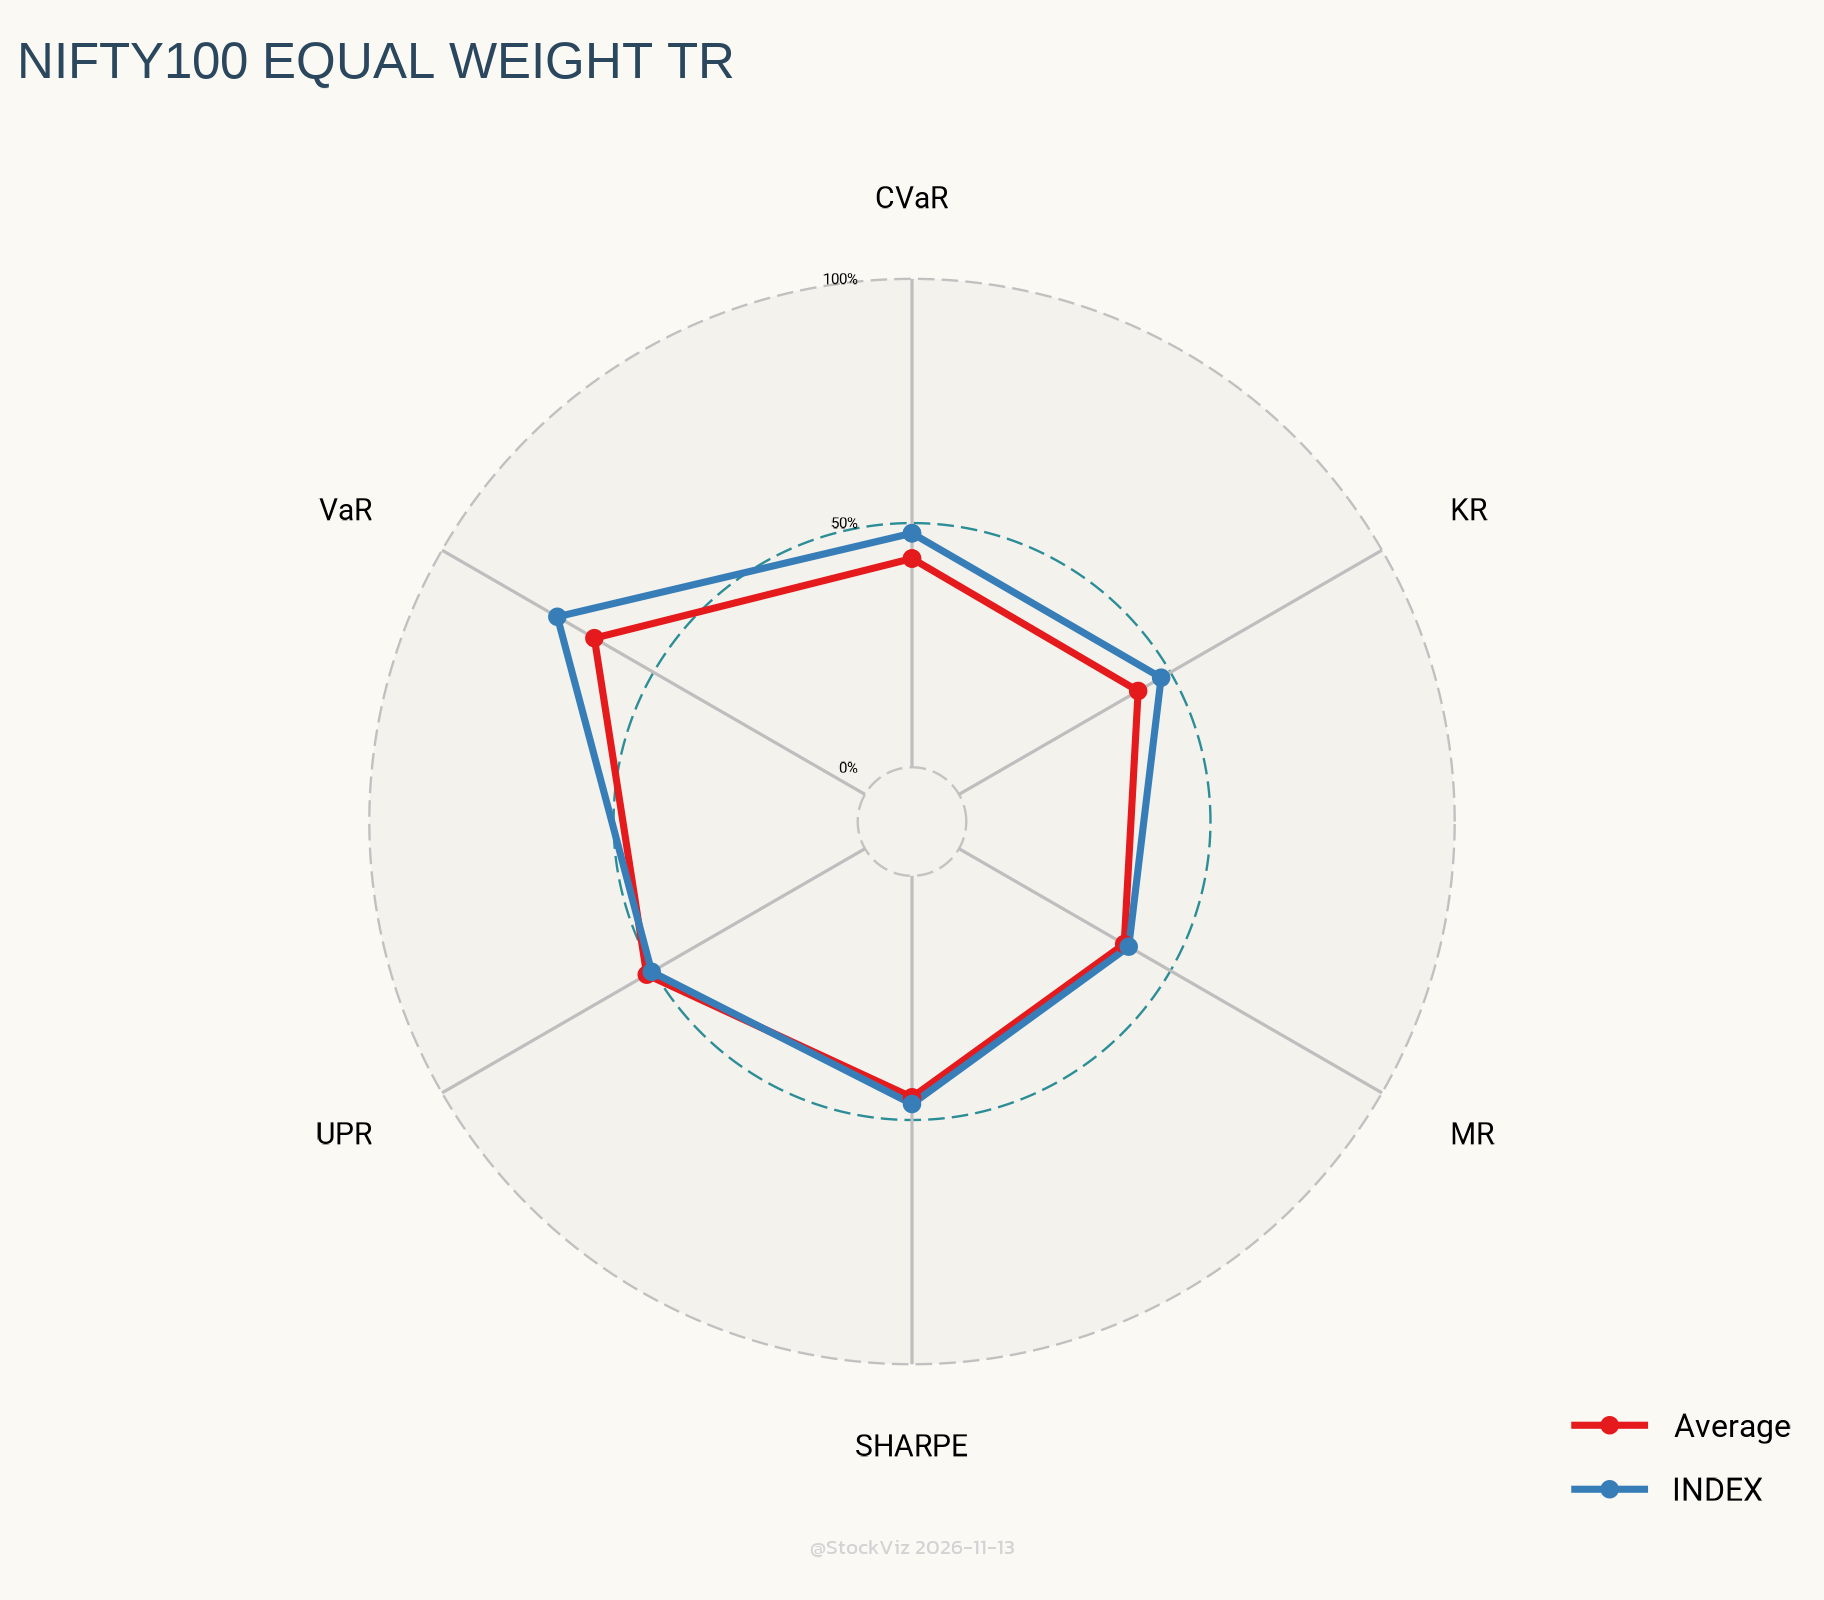 NIFTY100 EQUAL WEIGHT TR
CVaR
100%
VaR
KR
50%
0%
UPR
MR
SHARPE
Average
INDEX
@StockViz 2026-11-13